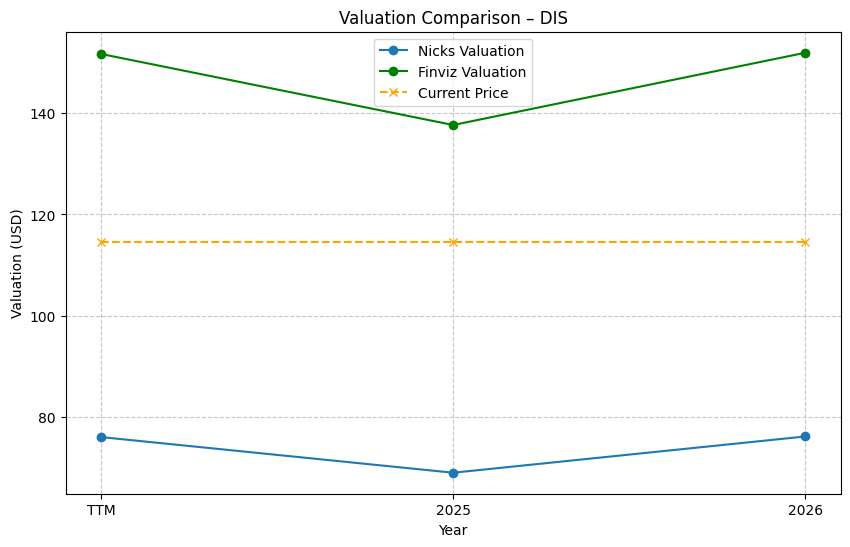 Valuation Comparison – DIS
Nicks Valuation
Finviz Valuation
Current Price
Valuation (USD)
140
120
100
80
TTM
2025
2026
Year